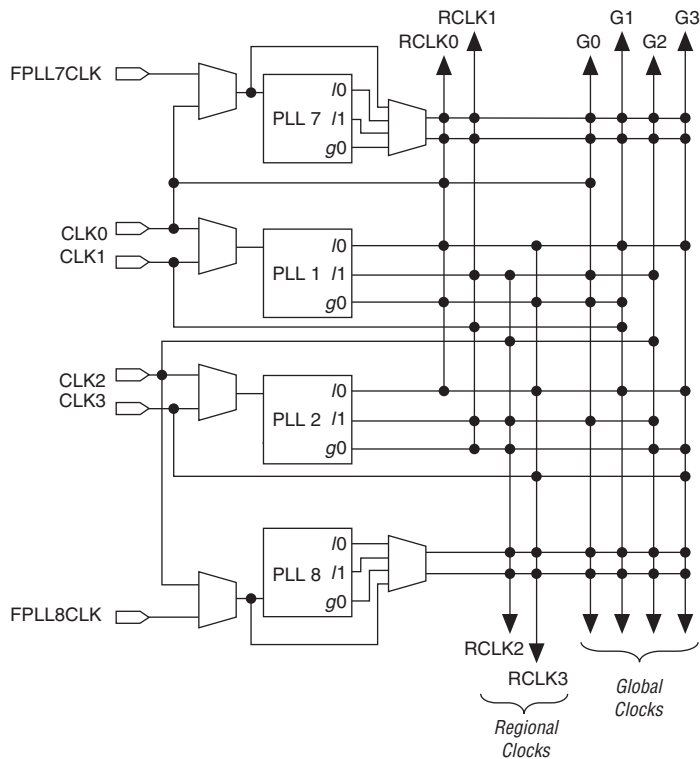 G1
G3
RCLK1
RCLK0
G0
G2
FPLL7CLK
l0
PLL 7
l1
g0
CLK0
CLK1
l0
PLL 1
l1
g0
CLK2
CLK3
l0
PLL 2
l1
g0
l0
PLL 8
l1
g0
FPLL8CLK
RCLK2
RCLK3
Regional
Clocks
Global
Clocks